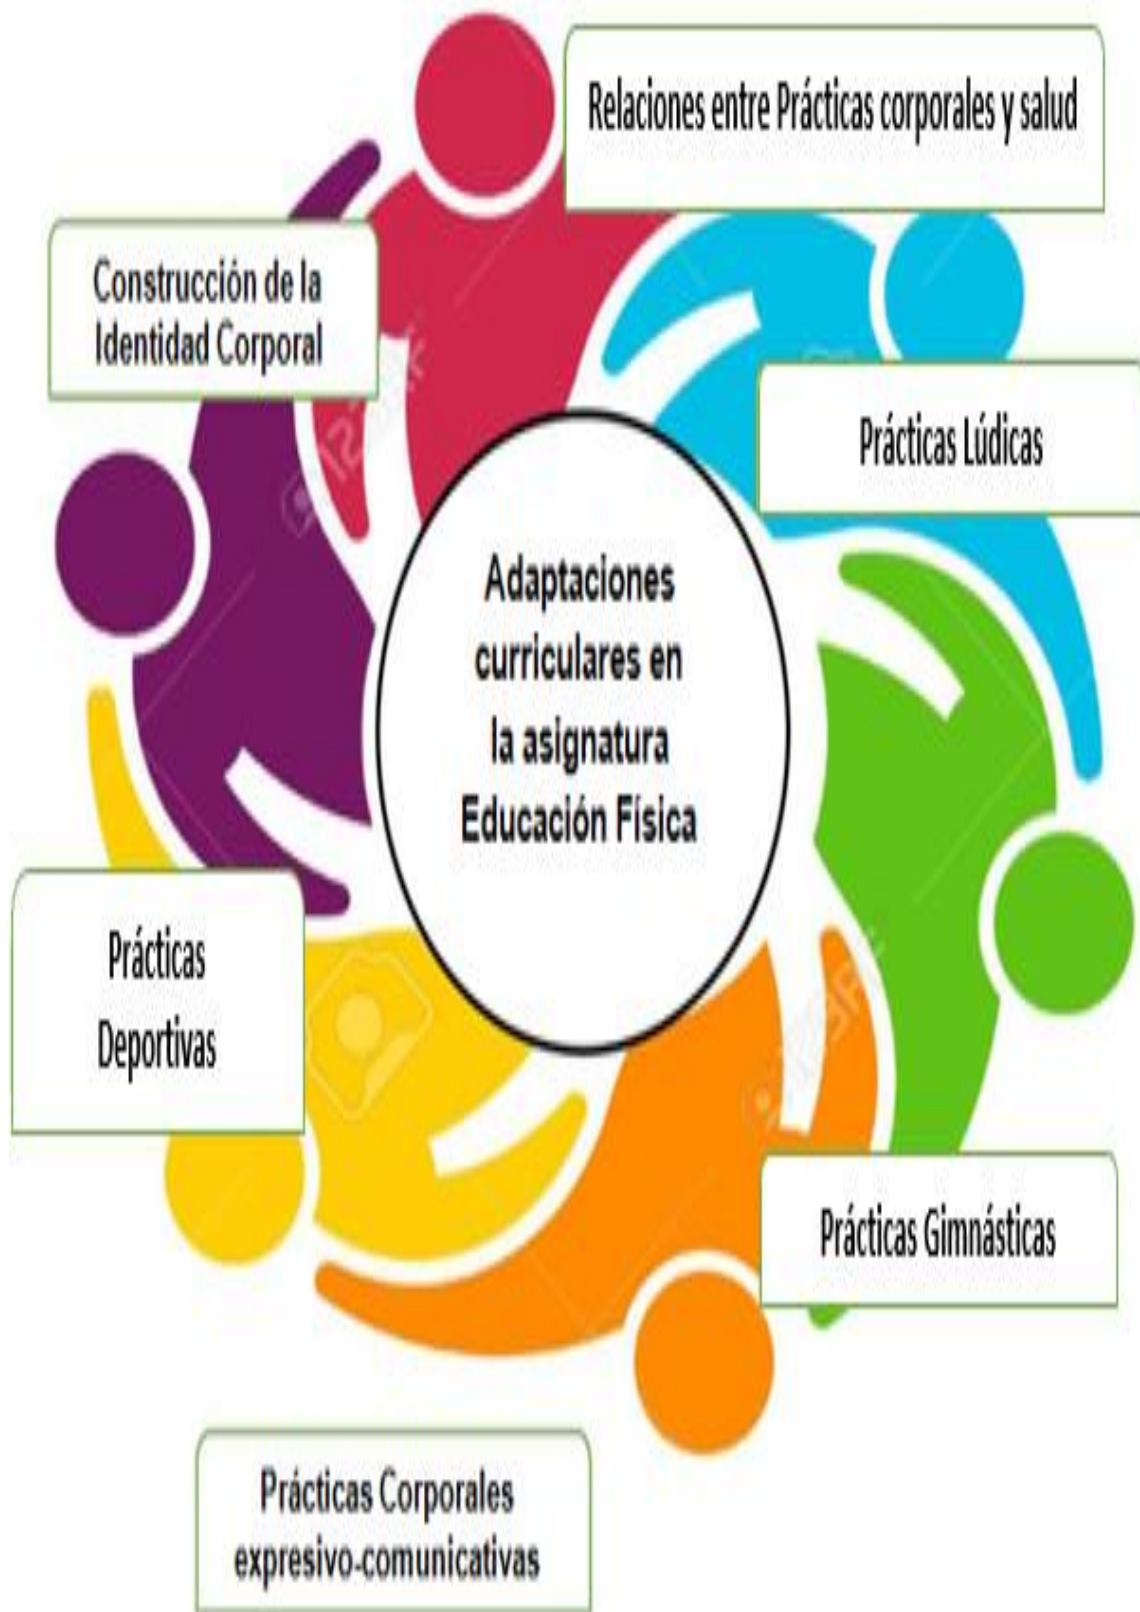 Relaciones entre Prácticas corporales y salud
Construcción de la
Identidad Corporal
Prácticas Lúdicas
Adaptaciones
curriculares en
la asignatura
Educación Física
Prácticas
Deportivas
Prácticas Gimnásticas
Prácticas Corporales
expresivo-comunicativas